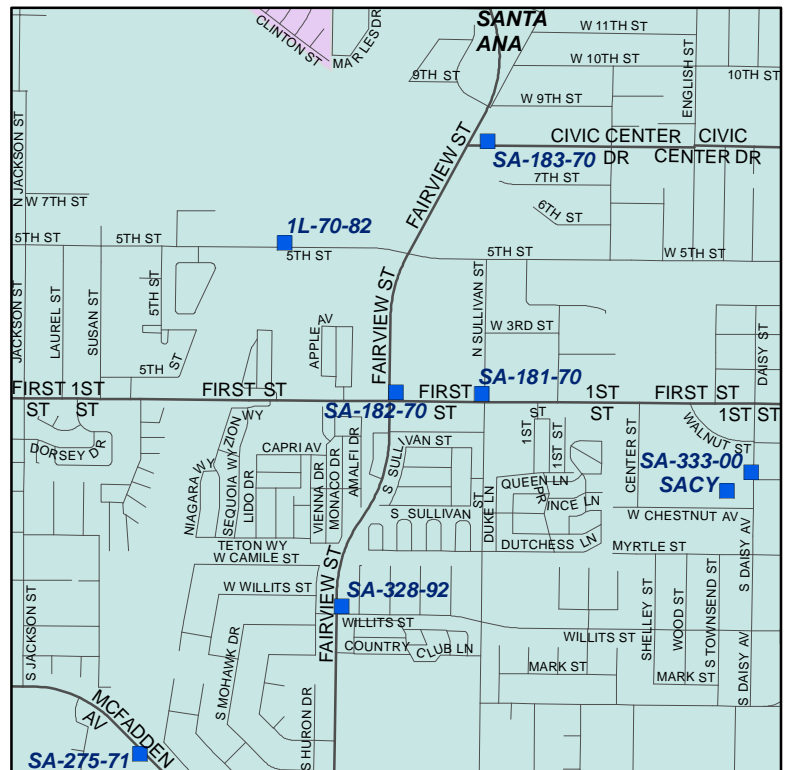 SANTA
ANA
CLINTON ST
MARLES DR
9TH ST
W 11TH ST
W 10TH ST
10TH ST
ENGLISH ST
W 9TH ST
CIVIC CENTER
DR
CIVIC
CENTER DR
SA-183-70
FAIRVIEW ST
7TH ST
6TH ST
N JACKSON ST
W 7TH ST
1L-70-82
5TH ST
5TH ST
5TH ST
5TH ST
W 5TH ST
JACKSON ST
LAUREL ST
SUSAN ST
5TH ST
5TH ST
APPLE AV
FAIRVIEW ST
N SULLIVAN ST
W 3RD ST
DAISY ST
SA-181-70
FIRST
ST
1ST
ST
FIRST ST
SA-182-70
FIRST
ST
1ST
ST
FIRST ST
1ST ST
DORSEY DR
NIAGARA WY
SEQUOIA WY
ZION WY
LIDO DR
CAPRI AV
VIENNA DR
MONACO DR
AMALFI DR
S SULLIVAN ST
S SULLIVAN
ST
DUKE LN
1ST
ST
1ST ST
QUEEN LN
PRINCE LN
DUTCHESS LN
CENTER ST
WALNUT ST
SA-333-00
SACY
W CHESTNUT AV
MYRTLE ST
S DAISY AV
TETON WY
W CAMILE ST
W WILLITS ST
FAIRVIEW ST
SA-328-92
WILLITS ST
COUNTRY CLUB LN
WILLITS ST
SHELLEY ST
WOOD ST
S TOWNSEND ST
S DAISY AV
MARK ST
MARK ST
S JACKSON ST
S MOHAWK DR
S HURON DR
MCFADDEN
AV
SA-275-71